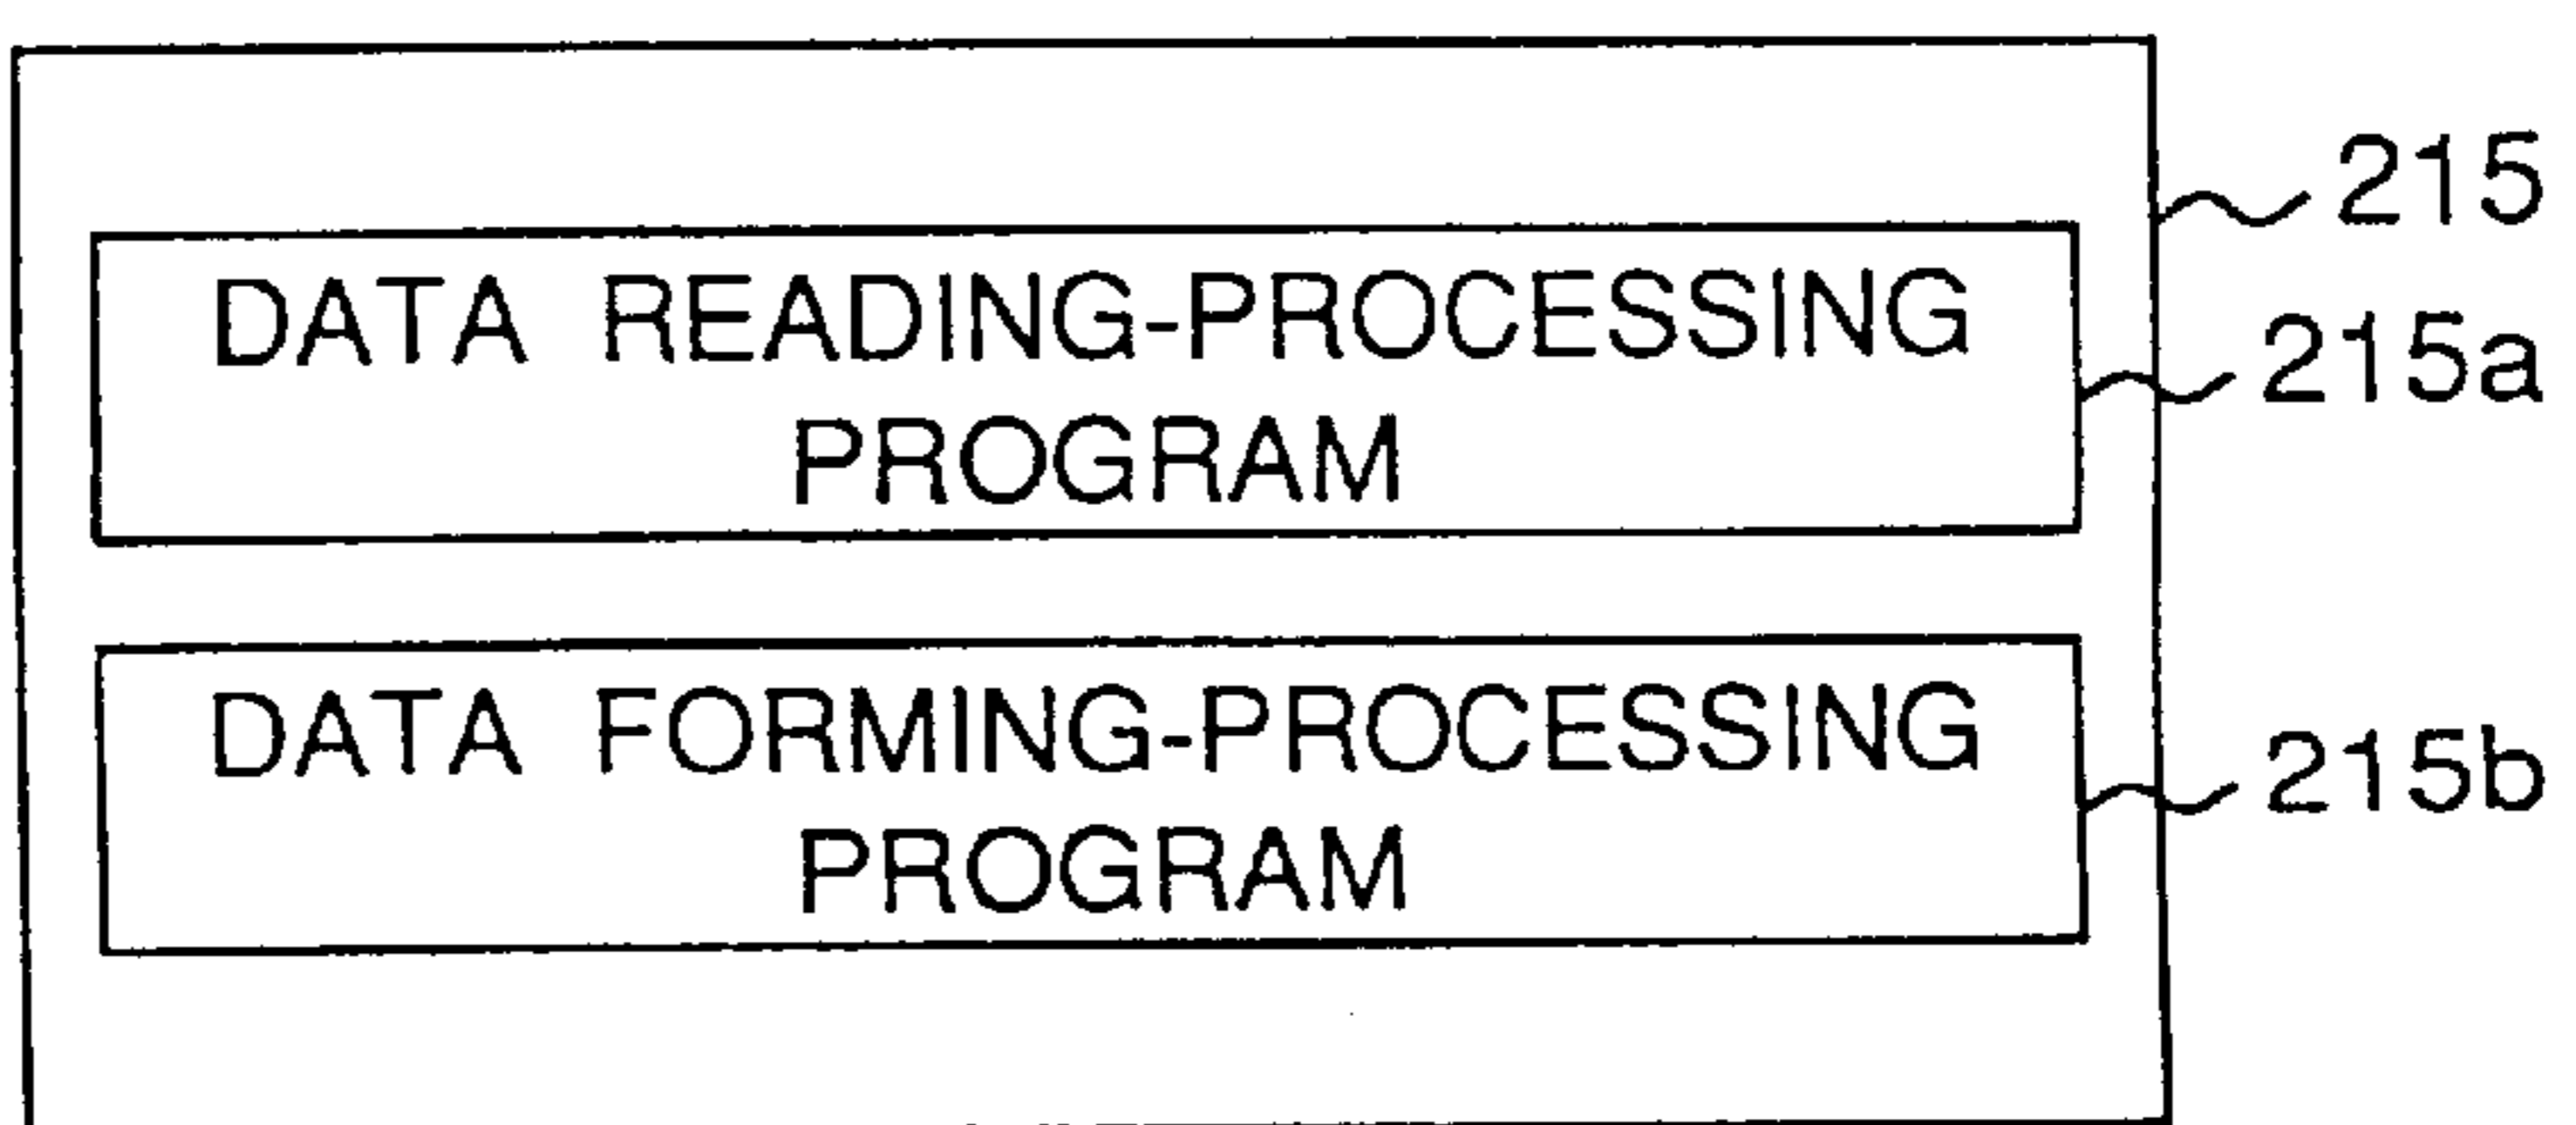 215
DATA READING-PROCESSING
PROGRAM
215a
DATA FORMING-PROCESSING
PROGRAM
215b